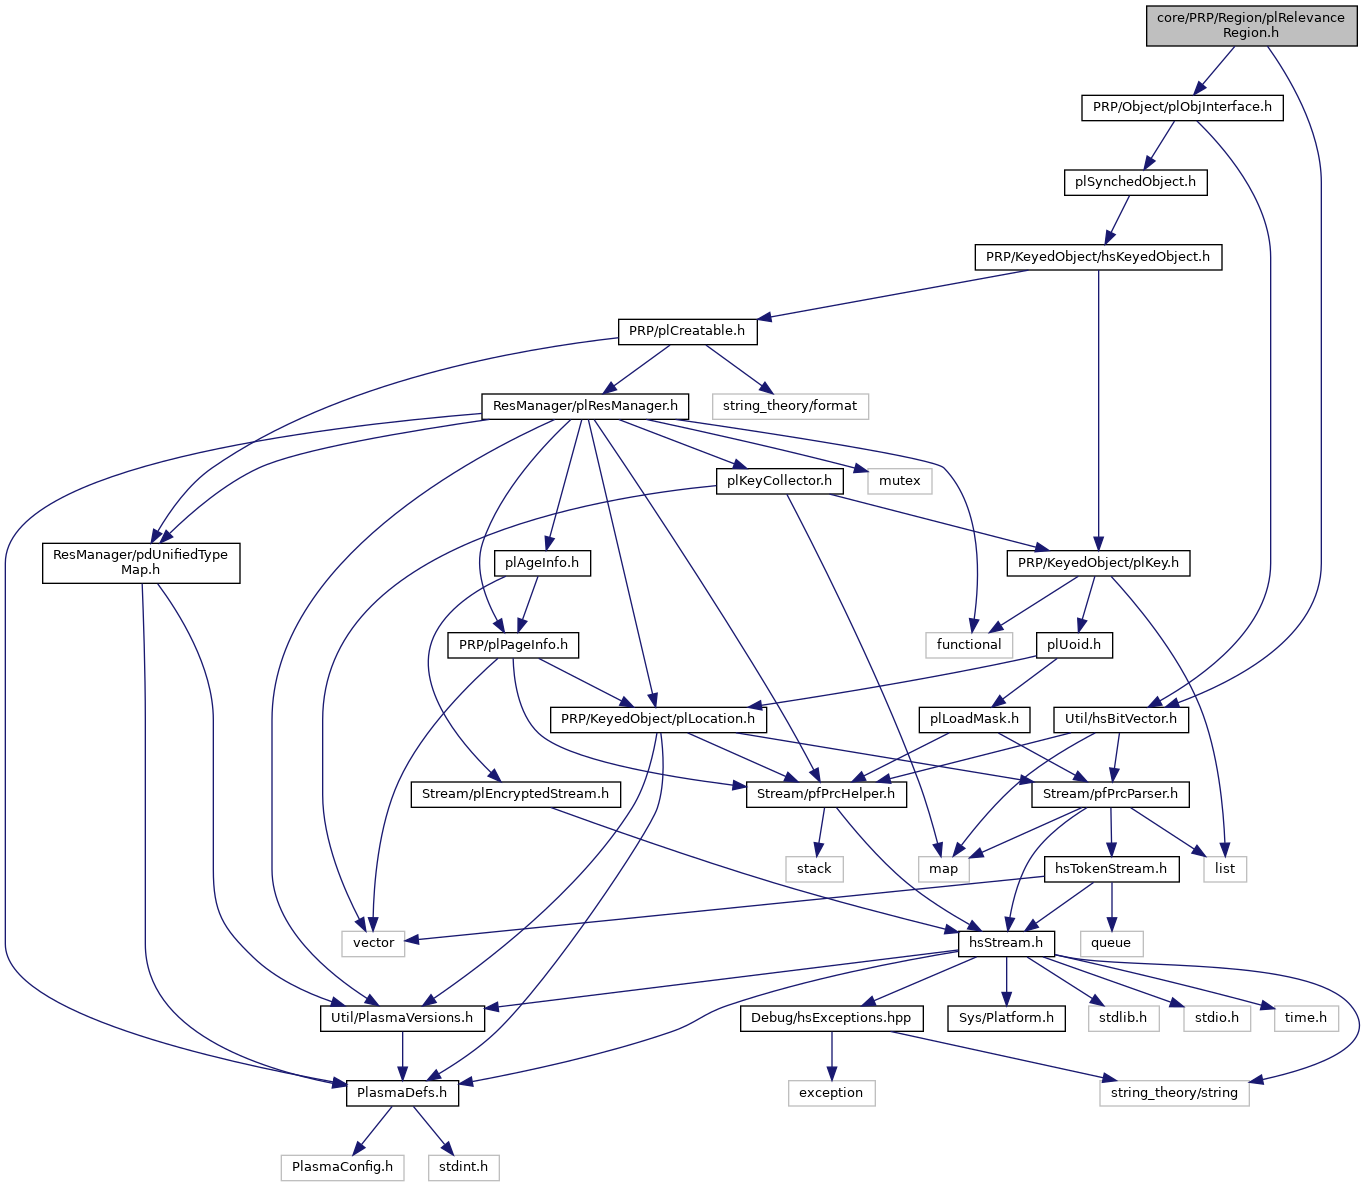 core/PRP/Region/plRelevance
Region.h
PRP/Object/plObjInterface.h
plSynchedObject.h
PRP/KeyedObject/hsKeyedObject.h
PRP/plCreatable.h
ResManager/plResManager.h
string_theory/format
plKeyCollector.h
mutex
ResManager/pdUnifiedType
Map.h
plAgeInfo.h
PRP/KeyedObject/plKey.h
PRP/plPageInfo.h
functional
plUoid.h
PRP/KeyedObject/plLocation.h
plLoadMask.h
Util/hsBitVector.h
Stream/plEncryptedStream.h
Stream/pfPrcHelper.h
Stream/pfPrcParser.h
stack
map
hsTokenStream.h
list
vector
hsStream.h
queue
Util/PlasmaVersions.h
Debug/hsExceptions.hpp
Sys/Platform.h
stdlib.h
stdio.h
time.h
PlasmaDefs.h
exception
string_theory/string
PlasmaConfig.h
stdint.h